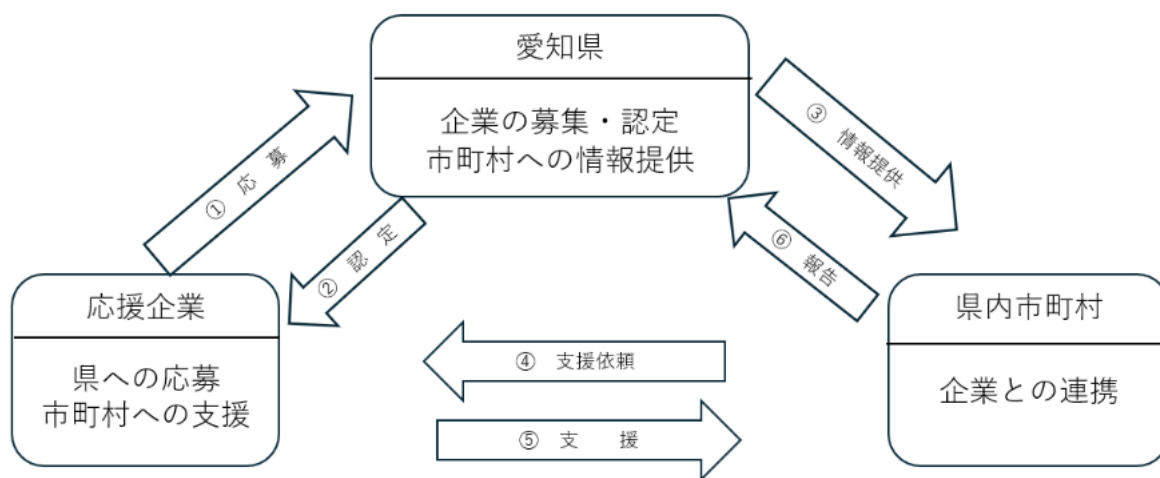 愛知県
企業の募集・認定
市町村への情報提供
① 応 募
② 認 定
③ 情報提供
⑥ 報告
応援企業
県への応募
市町村への支援
④ 支援依頼
⑤ 支 援
県内市町村
企業との連携